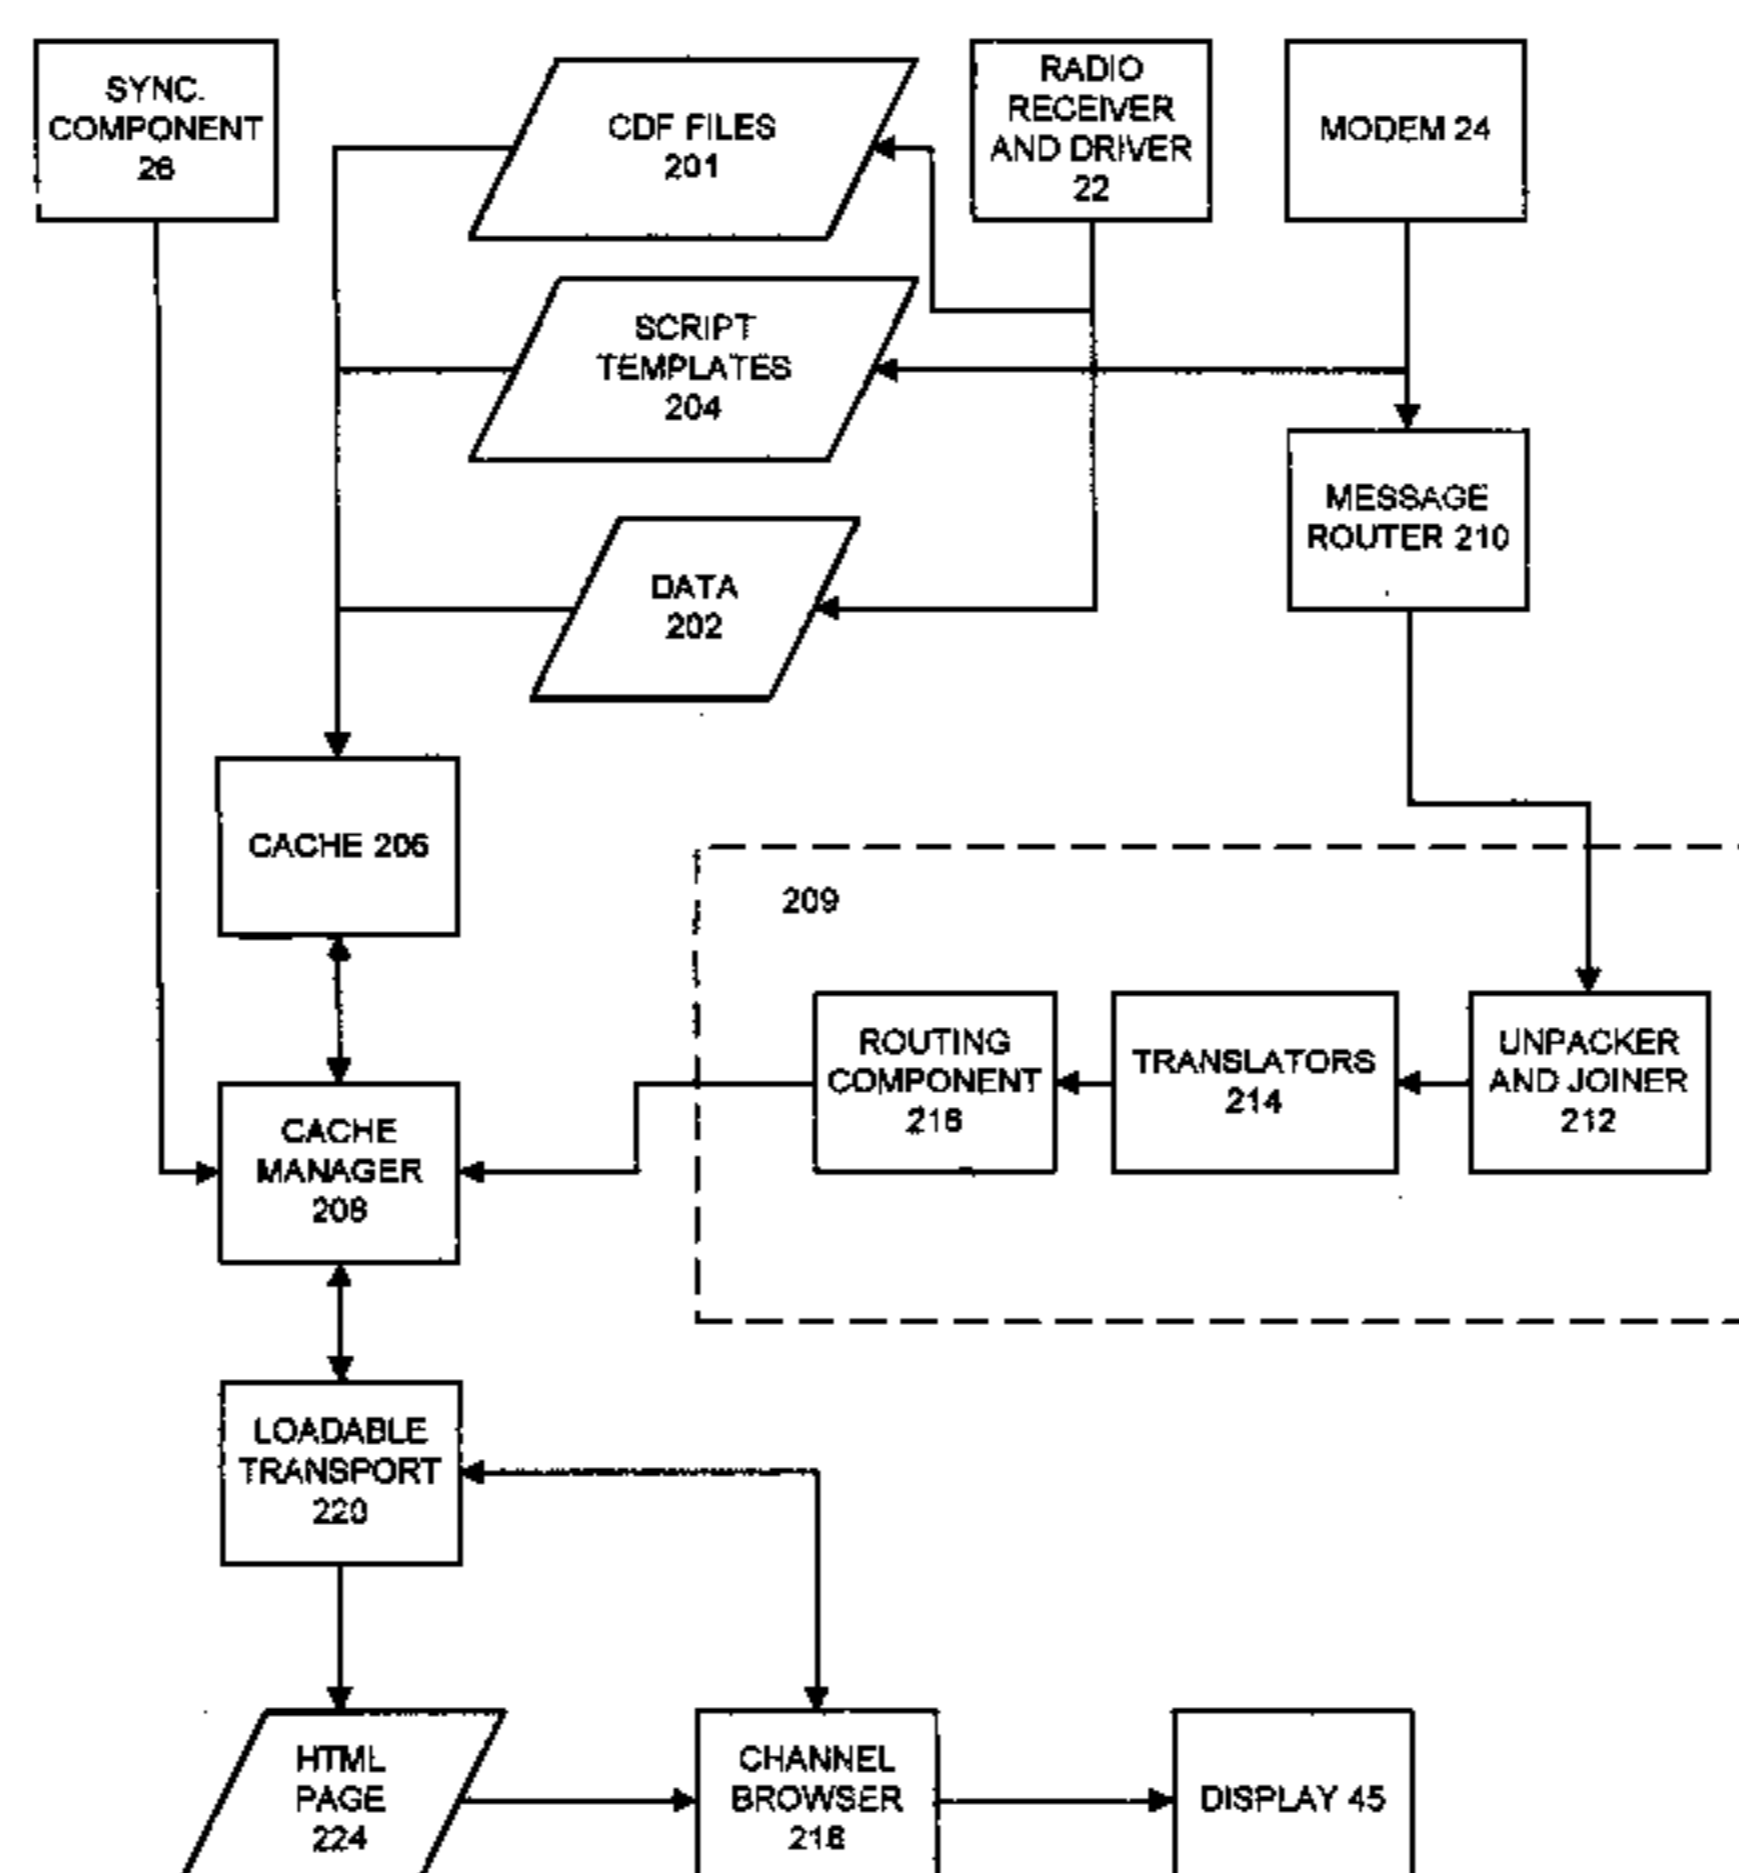 SYNC.
COMPONENT
26
CDF FILES
201
RADIO
RECEIVER
AND DRIVER
22
MODEM 24
SCRIPT
TEMPLATES
204
MESSAGE
ROUTER 210
DATA
202
CACHE 206
209
ROUTING
COMPONENT
216
TRANSLATORS
214
UNPACKER
AND JOINER
212
CACHE
MANAGER
208
LOADABLE
TRANSPORT
220
HTML
PAGE
224
CHANNEL
BROWSER
218
DISPLAY 45